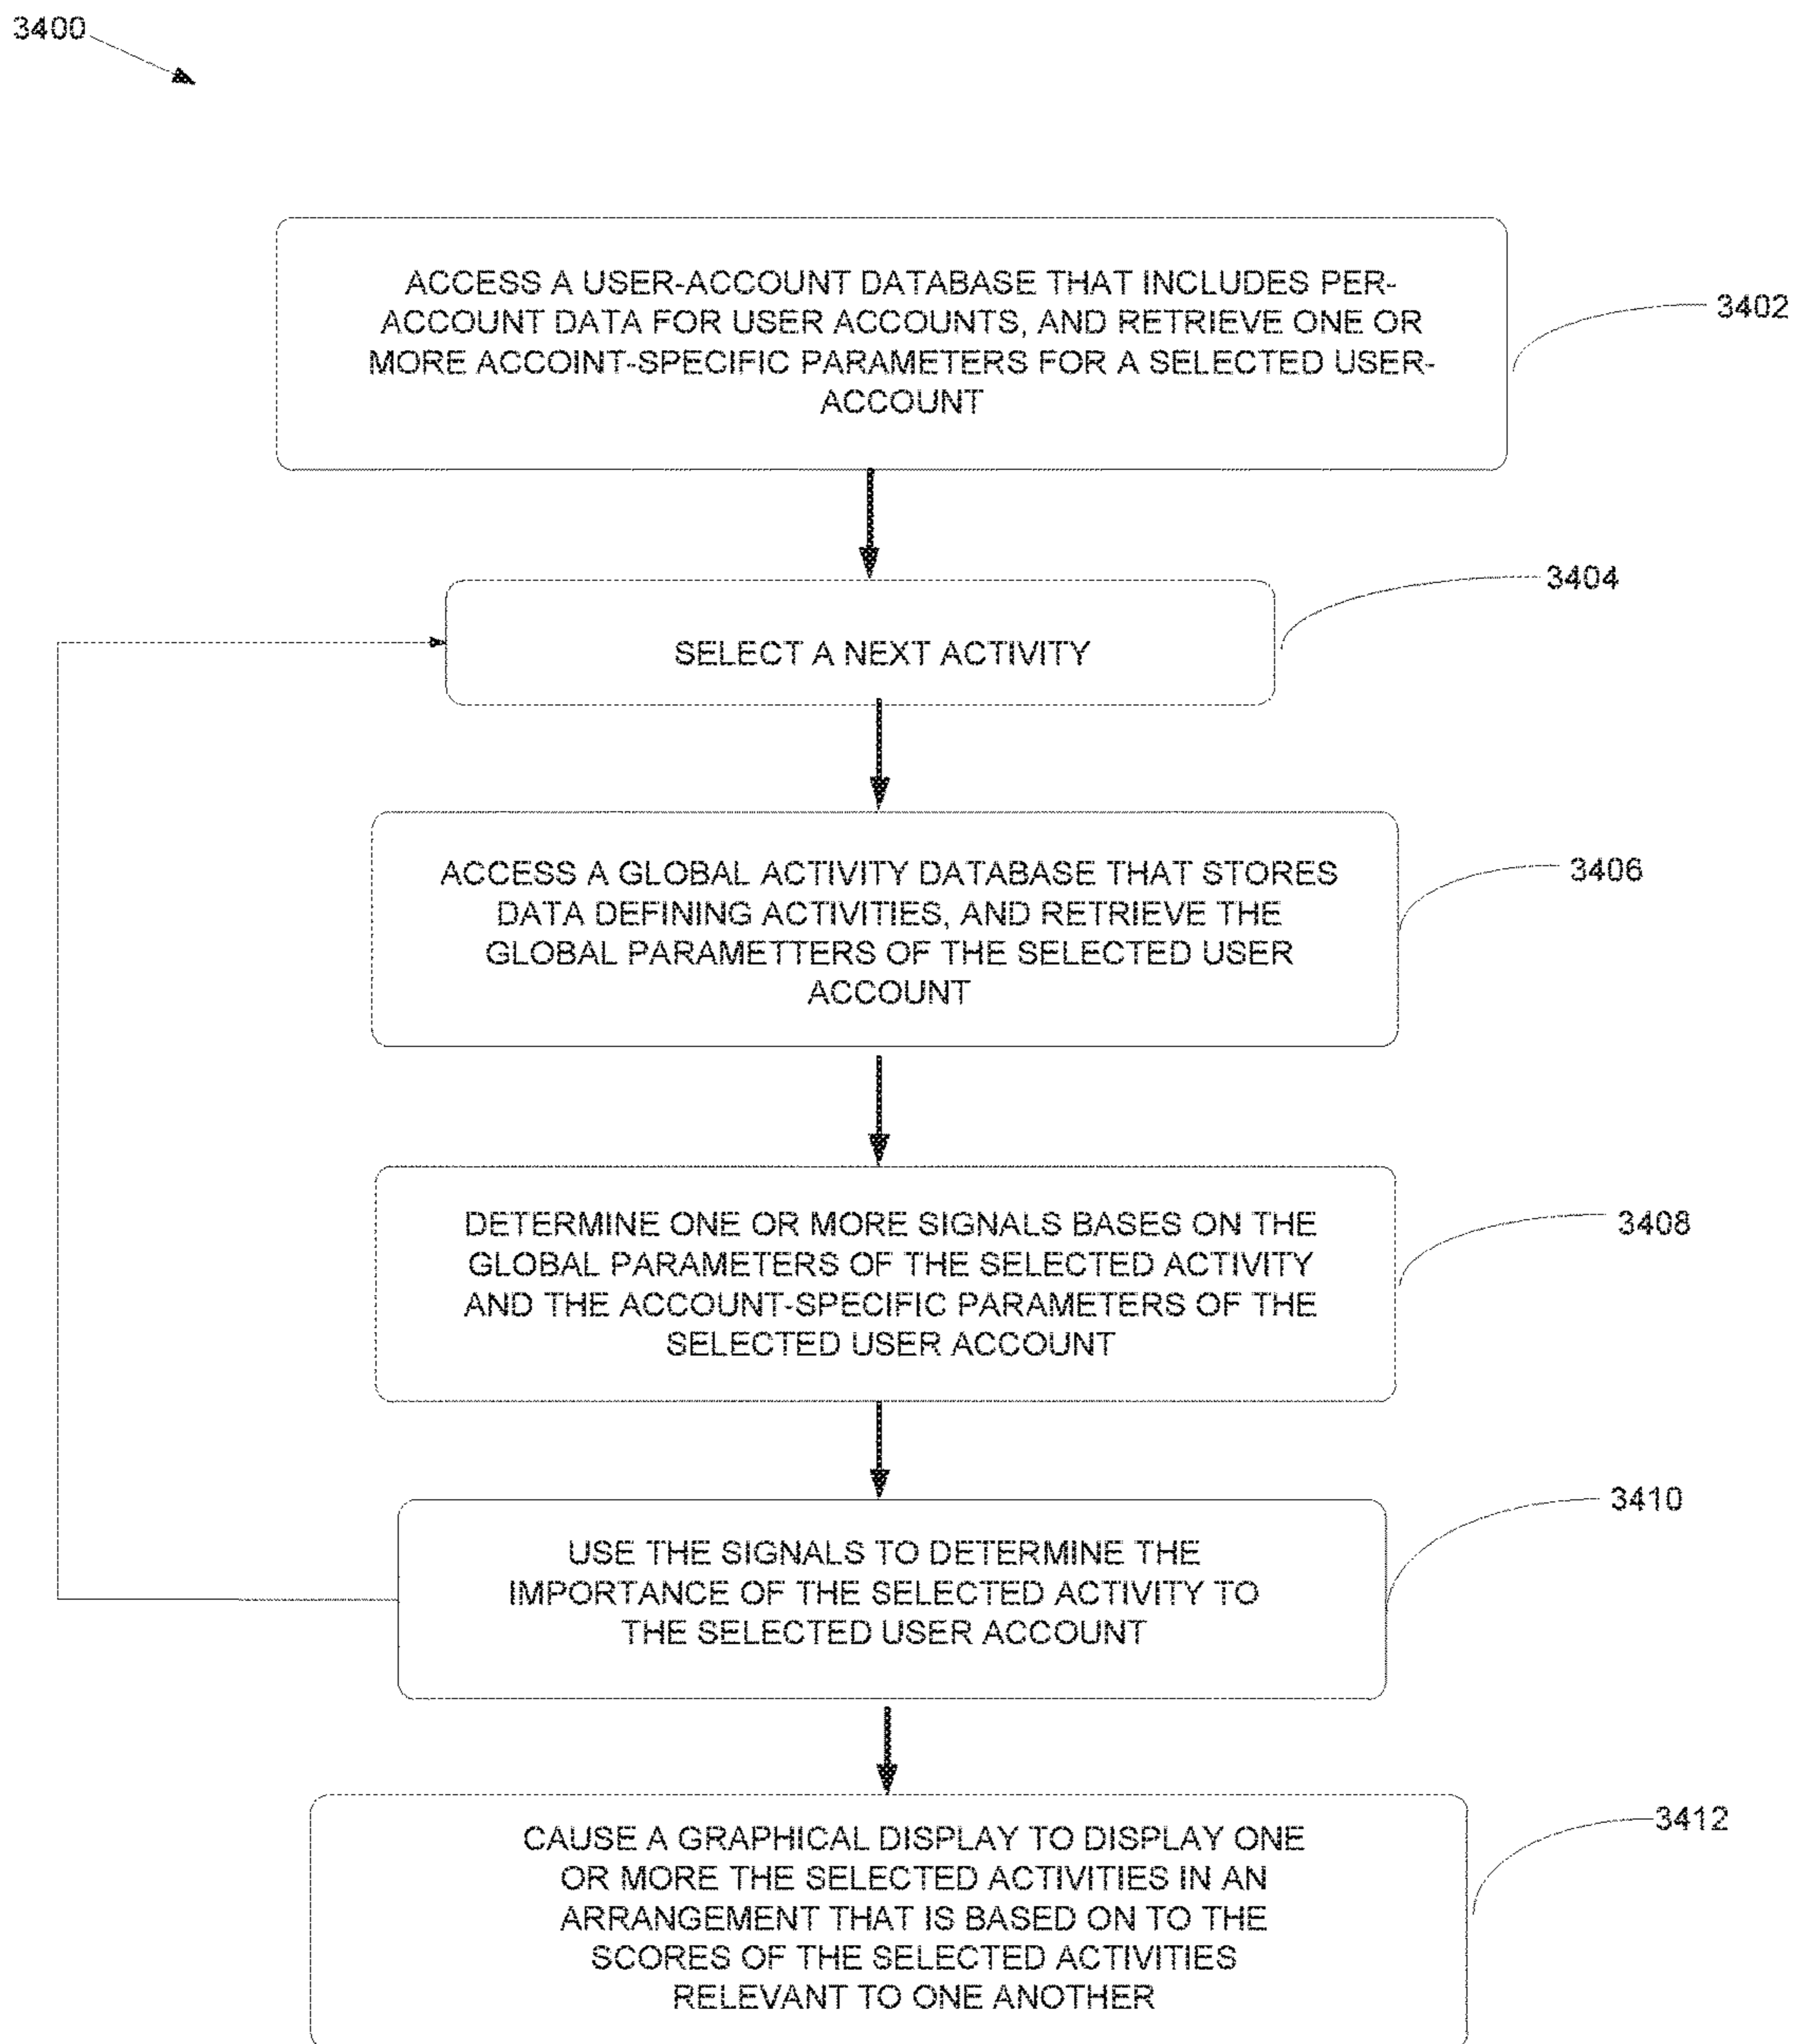 3400
ACCESS A USER-ACCOUNT DATABASE THAT INCLUDES PER-
ACCOUNT DATA FOR USER ACCOUNTS, AND RETRIEVE ONE OR
MORE ACCOINT-SPECIFIC PARAMETERS FOR A SELECTED USER-
ACCOUNT
3402
SELECT A NEXT ACTIVITY
3404
ACCESS A GLOBAL ACTIVITY DATABASE THAT STORES
DATA DEFINING ACTIVITIES, AND RETRIEVE THE
GLOBAL PARAMETTERS OF THE SELECTED USER
ACCOUNT
3406
DETERMINE ONE OR MORE SIGNALS BASES ON THE
GLOBAL PARAMETERS OF THE SELECTED ACTIVITY
AND THE ACCOUNT-SPECIFIC PARAMETERS OF THE
SELECTED USER ACCOUNT
3408
USE THE SIGNALS TO DETERMINE THE
IMPORTANCE OF THE SELECTED ACTIVITY TO
THE SELECTED USER ACCOUNT
3410
CAUSE A GRAPHICAL DISPLAY TO DISPLAY ONE
OR MORE THE SELECTED ACTIVITIES IN AN
ARRANGEMENT THAT IS BASED ON TO THE
SCORES OF THE SELECTED ACTIVITIES
RELEVANT TO ONE ANOTHER
3412